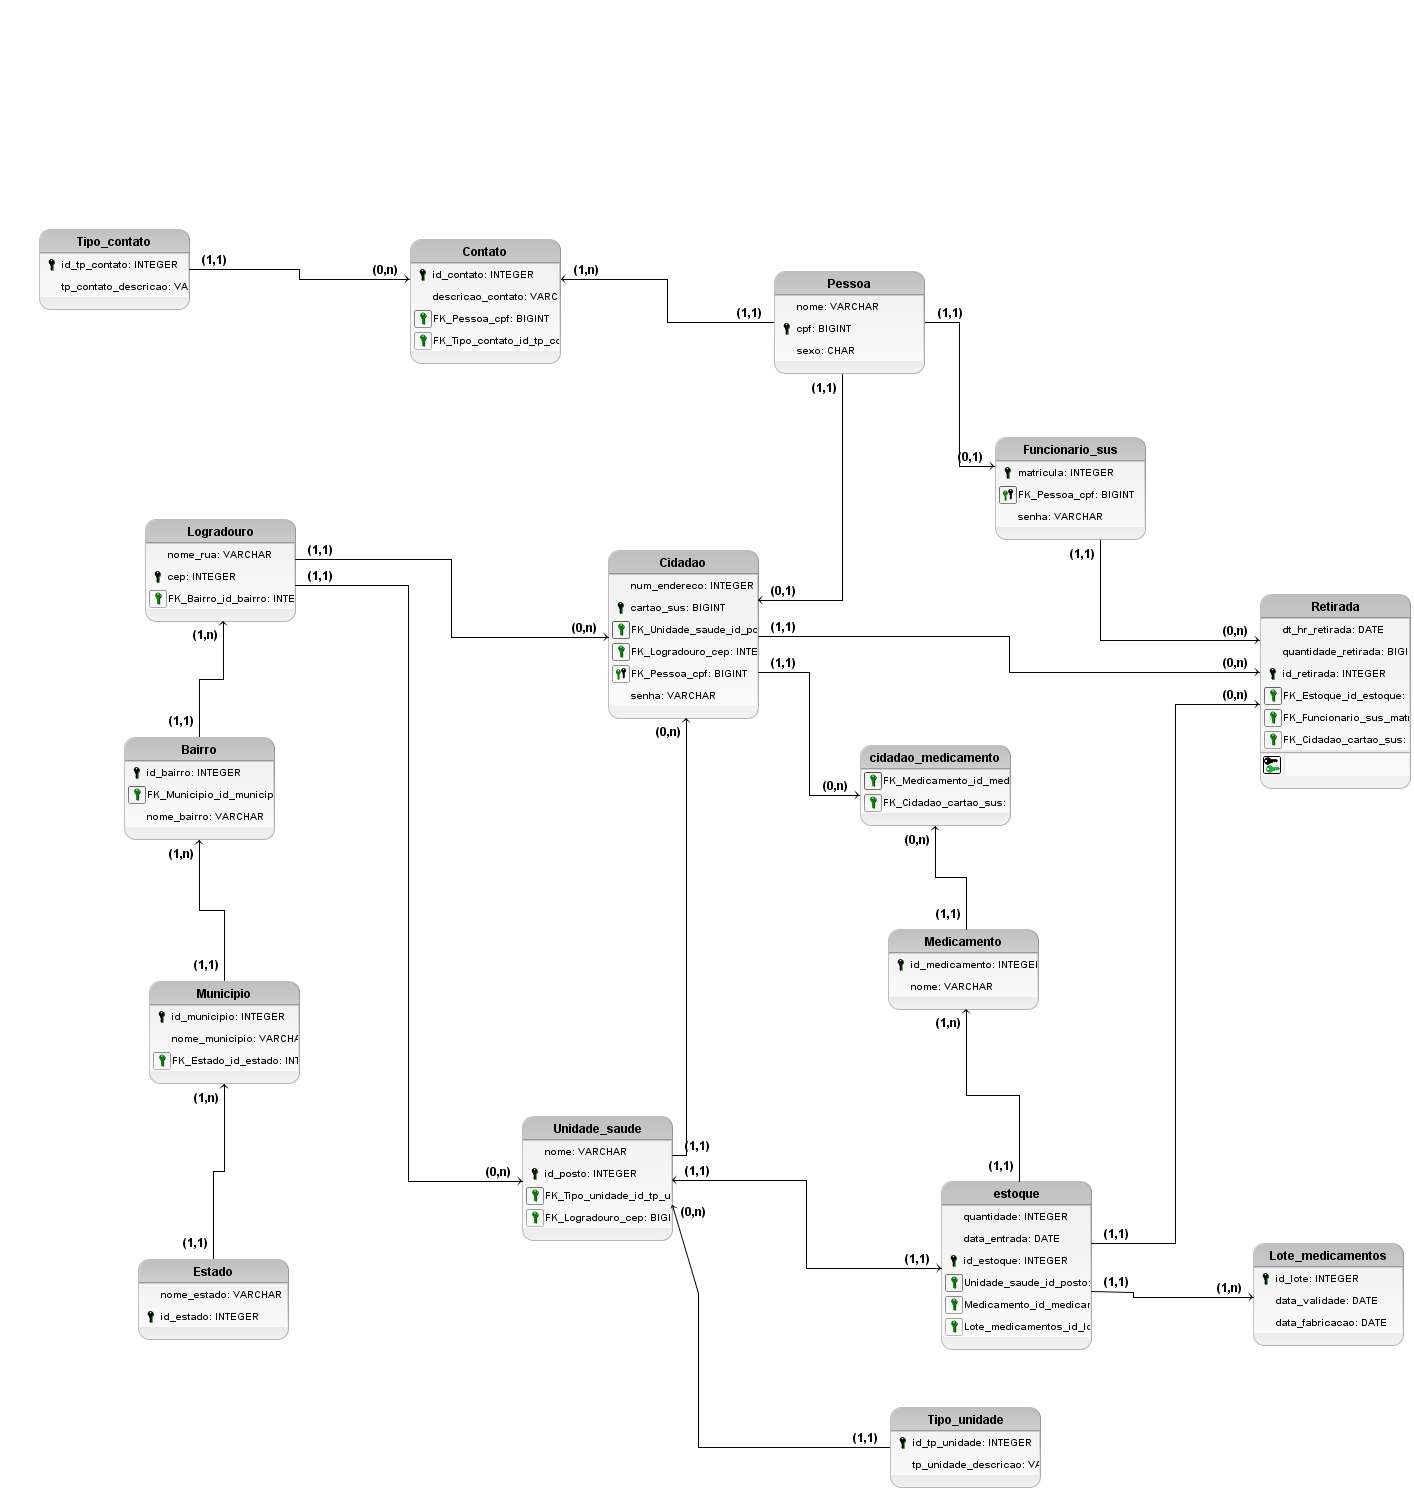 Tipo_contato
id_tp_contato: INTEGER
tp_contato_descricao: VA
(1,1)
(0,n)
Contato
id_contato: INTEGER
descricao_contato: VARC
FK_Pessoa_cpf: BIGINT
FK_Tipo_contato_id_tp_co
(1,n)
(1,1)
Pessoa
nome: VARCHAR
cpf: BIGINT
sexo: CHAR
(1,1)
(1,1)
(0,1)
Funcionario_sus
matricula: INTEGER
FK_Pessoa_cpf: BIGINT
senha: VARCHAR
(1,1)
Logradouro
nome_rua: VARCHAR
cep: INTEGER
FK_Bairro_id_bairro: INTE
(1,1)
(1,1)
(1,n)
(0,n)
Cidadao
num_endereco: INTEGER
cartao_sus: BIGINT
FK_Unidade_saude_id_po
FK_Logradouro_cep: INTE
FK_Pessoa_cpf: BIGINT
senha: VARCHAR
(0,1)
(1,1)
(1,1)
(0,n)
Retirada
dt_hr_retirada: DATE
quantidade_retirada: BIGI
id_retirada: INTEGER
FK_Estoque_id_estoque:
FK_Funcionario_sus_matr
FK_Cidadao_cartao_sus:
(0,n)
(0,n)
(0,n)
(1,1)
Bairro
id_bairro: INTEGER
FK_Municipio_id_municip
nome_bairro: VARCHAR
(1,n)
cidadao_medicamento
FK_Medicamento_id_med
FK_Cidadao_cartao_sus:
(0,n)
(0,n)
(1,1)
Medicamento
id_medicamento: INTEGEI
nome: VARCHAR
(1,n)
(1,1)
Municipio
id_municipio: INTEGER
nome_municipio: VARCHA
FK_Estado_id_estado: INT
(1,n)
(1,1)
Estado
nome_estado: VARCHAR
id_estado: INTEGER
Unidade_saude
nome: VARCHAR
id_posto: INTEGER
FK_Tipo_unidade_id_tp_u
FK_Logradouro_cep: BIGI
(0,n)
(1,1)
(1,1)
(0,n)
(1,1)
(1,1)
estoque
quantidade: INTEGER
data_entrada: DATE
id_estoque: INTEGER
Unidade_saude_id_posto:
Medicamento_id_medicar
Lote_medicamentos_id_lc
(1,1)
(1,1)
(1,n)
Lote_medicamentos
id_lote: INTEGER
data_validade: DATE
data_fabricacao: DATE
(1,1)
Tipo_unidade
id_tp_unidade: INTEGER
tp_unidade_descricao: VA